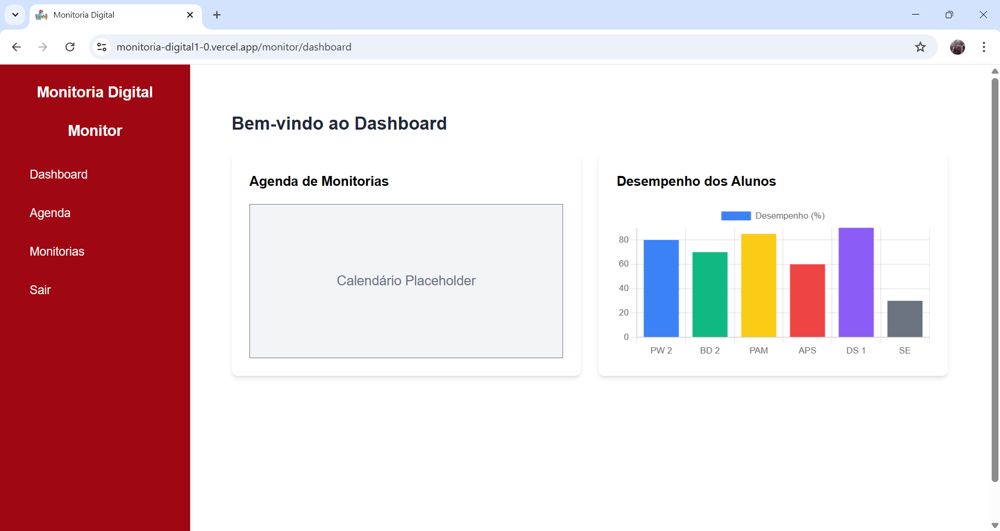 Monitoria Digital
monitoria-digital1-0.vercel.app/monitor/dashboard
Monitoria Digital
Monitor
Dashboard
Agenda
Monitorias
Sair
Bem-vindo ao Dashboard
Agenda de Monitorias
Calendário Placeholder
Desempenho dos Alunos
Desempenho (%)
80
60
40
20
0
PW 2 BD 2 PAM APS DS 1 SE